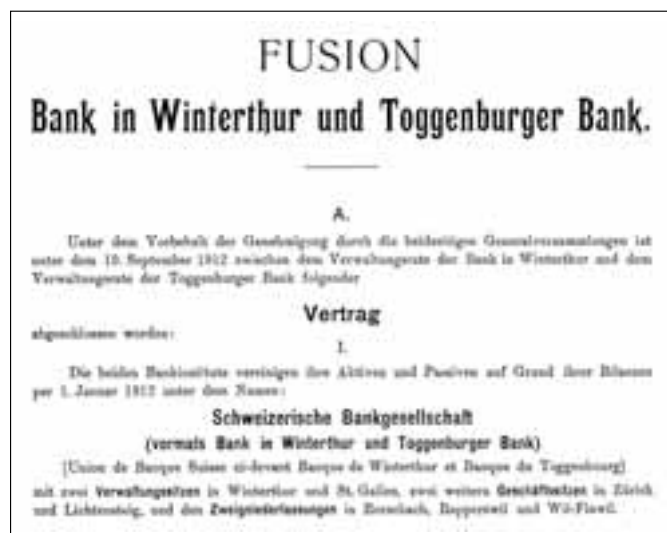 FUSION
Bank in Winterthur und Toggenburger Bank.
A.
Unter dem Vorbehalt der Genehmigung durch die beidseitigen Generalversammlungen ist
unter dem 10. September 1912 zwischen dem Verwaltungsrate der Bank in Winterthur und dem
Verwaltungsrate der Toggenburger Bank folgender
Vertrag
abgeschlossen worden:
I.
Die beiden Bankinstitute vereinigen ihre Aktiven und Passiven auf Grund ihrer Bilanzen
per 1. Januar 1912 unter dem Namen:
Schweizerische Bankgesellschaft
(vormals Bank in Winterthur und Toggenburger Bank)
[Union de Banque Suisse ci-devant Banque de Winterthur et Banque de Toggenbourg]
mit zwei Verwaltungssitzen in Winterthur und St. Gallen, zwei weitern Geschäftssitzen in Zürich
und Lichtensteig, und den Zweigniederlassungen in Rorschach, Rapperswil und Wil-Flawil.